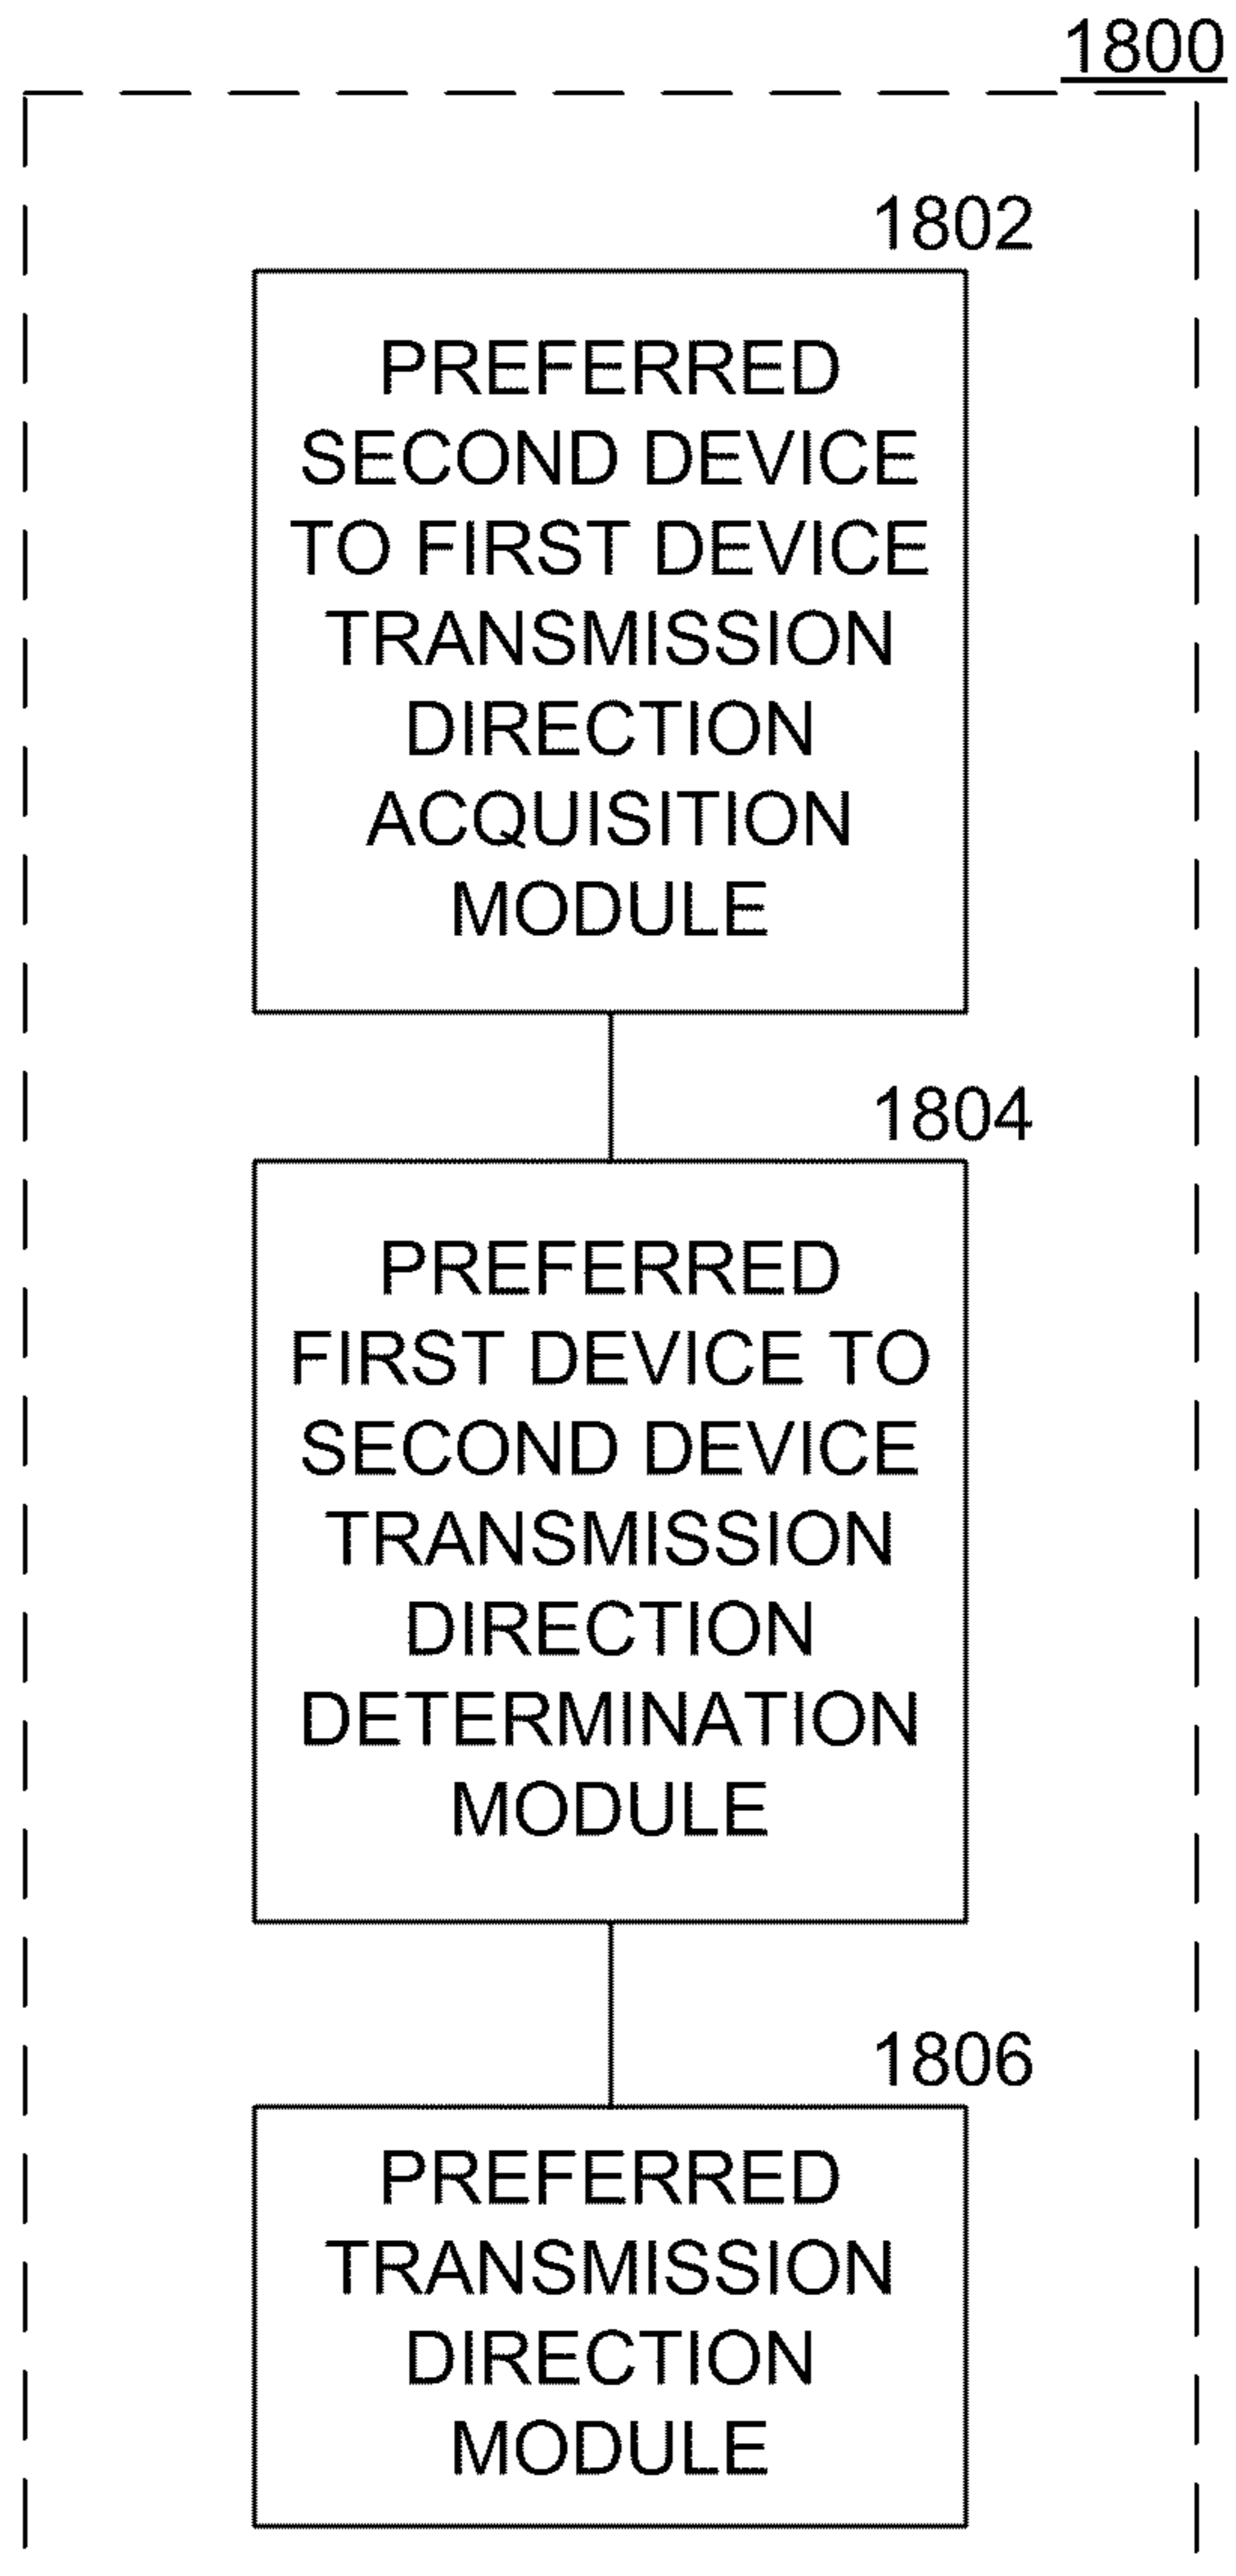 1800
1802
PREFERRED
SECOND DEVICE
TO FIRST DEVICE
TRANSMISSION
DIRECTION
ACQUISITION
MODULE
1804
PREFERRED
FIRST DEVICE TO
SECOND DEVICE
TRANSMISSION
DIRECTION
DETERMINATION
MODULE
1806
PREFERRED
TRANSMISSION
DIRECTION
MODULE